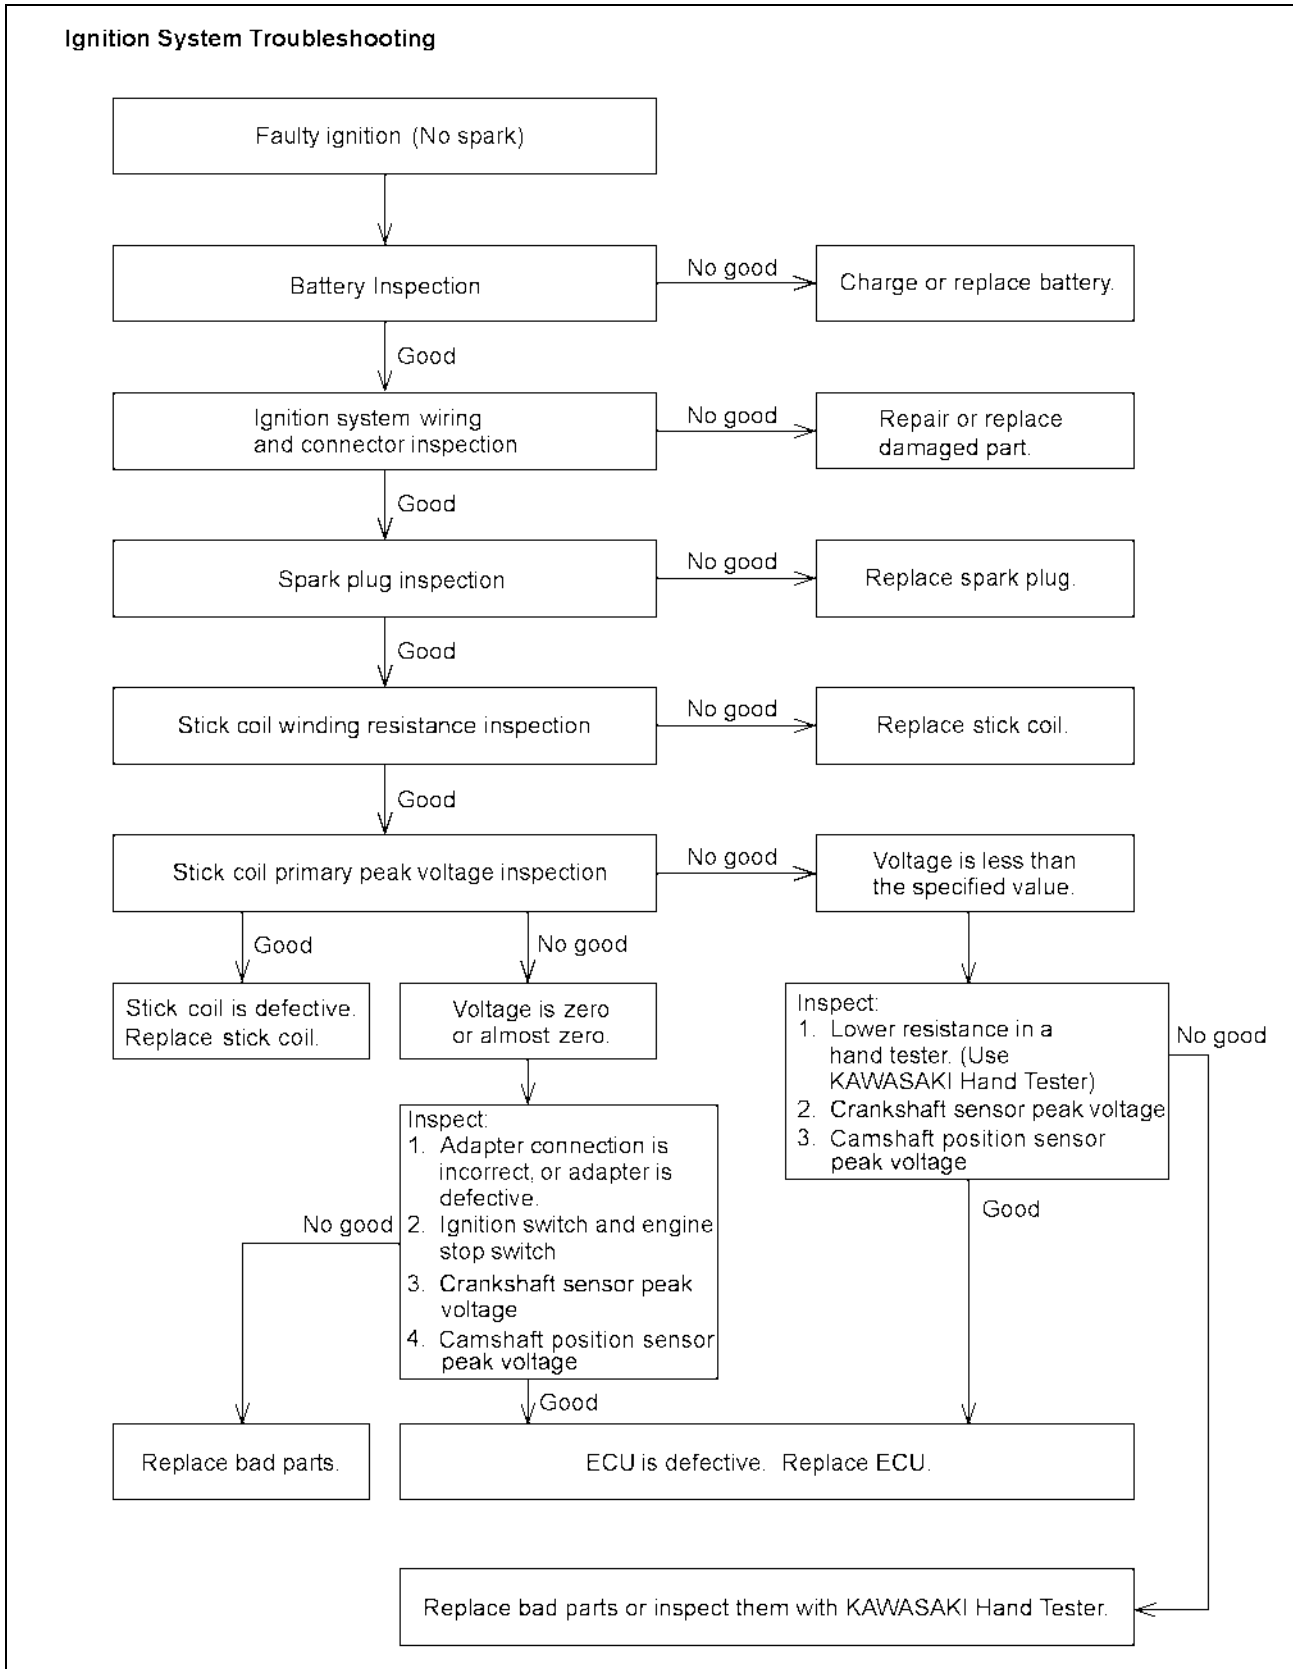 Ignition System Troubleshooting
Faulty ignition (No spark)
Battery Inspection
No good
Charge or replace battery.
Good
Ignition system wiring
and connector inspection
No good
Repair or replace
damaged part.
Good
Spark plug inspection
No good
Replace spark plug.
Good
Stick coil winding resistance inspection
No good
Replace stick coil.
Good
Stick coil primary peak voltage inspection
No good
Voltage is less than
the specified value.
Good
No good
Stick coil is defective.
Replace stick coil.
Voltage is zero
or almost zero.
Inspect:
1. Lower resistance in a
hand tester. (Use
KAWASAKI Hand Tester)
2. Crankshaft sensor peak voltage
3. Camshaft position sensor
peak voltage
No good
Inspect:
1. Adapter connection is
incorrect, or adapter is
defective.
2. Ignition switch and engine
stop switch
3. Crankshaft sensor peak
voltage
4. Camshaft position sensor
peak voltage
No good
Good
Good
Replace bad parts.
ECU is defective. Replace ECU.
Replace bad parts or inspect them with KAWASAKI Hand Tester.